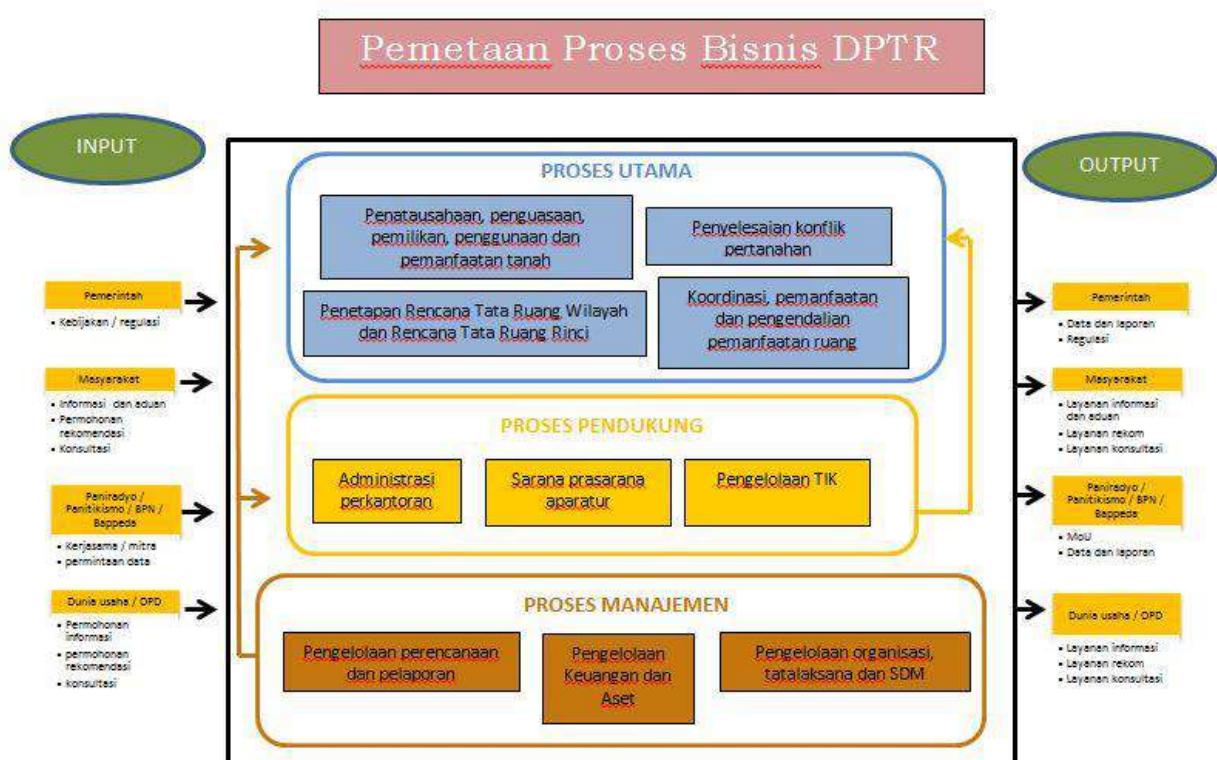 Pemetaan Proses Bisnis DPTR
INPUT
Pemerintah
• Kebijakan / regulasi
Masyarakat
• Informasi dan aduan
• Permohonan
rekomendasi
• Konsultasi
Paniradyo /
Panitikismo / BPN /
Bappeda
• Kerjasama / mitra
• permintaan data
Dunia usaha / OPD
• Permohonan
informasi
• permohonan
rekomendasi
• konsultasi
PROSES UTAMA
Penatausahaan, penguasaan,
pemilikan, penggunaan dan
pemanfaatan tanah
Penyelesaian konflik
pertanahan
Penetapan Rencana Tata Ruang Wilayah
dan Rencana Tata Ruang Rinci
Koordinasi, pemanfaatan
dan pengendalian
pemanfaatan ruang
PROSES PENDUKUNG
Administrasi
perkantoran
Sarana prasarana
aparatur
Pengelolaan TIK
PROSES MANAJEMEN
Pengelolaan perencanaan
dan pelaporan
Pengelolaan
Keuangan dan
Aset
Pengelolaan organisasi,
tatalaksana dan SDM
OUTPUT
Pemerintah
• Data dan laporan
• Regulasi
Masyarakat
• Layanan informasi
dan aduan
• Layanan rekom
• Layanan konsultasi
Paniradyo /
Panitikismo / BPN /
Bappeda
• MoU
• Data dan laporan
Dunia usaha / OPD
• Layanan informasi
• Layanan rekom
• Layanan konsultasi